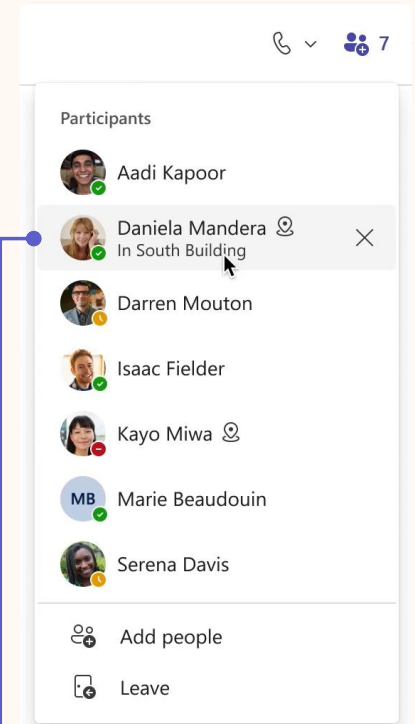 7
Participants
Aadi Kapoor
Daniela Mandera
In South Building
Darren Mouton
Isaac Fielder
Kayo Miwa
MB
Marie Beaudouin
Serena Davis
Add people
Leave